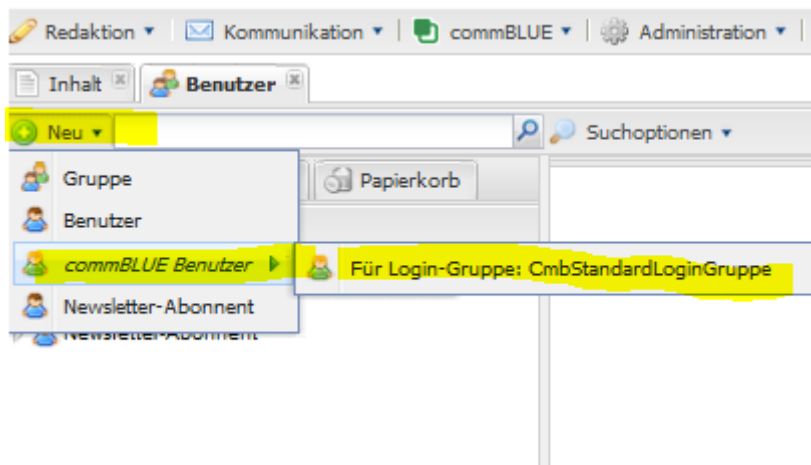 Redaktion Kommunikation commBLUE Administration
Inhalt Benutzer
Neu Suchoptionen
Gruppe Papierkorb
Benutzer
commBLUE Benutzer Für Login-Gruppe: CmbStandardLoginGruppe
Newsletter-Abonnent
Newsletter-Abonnent